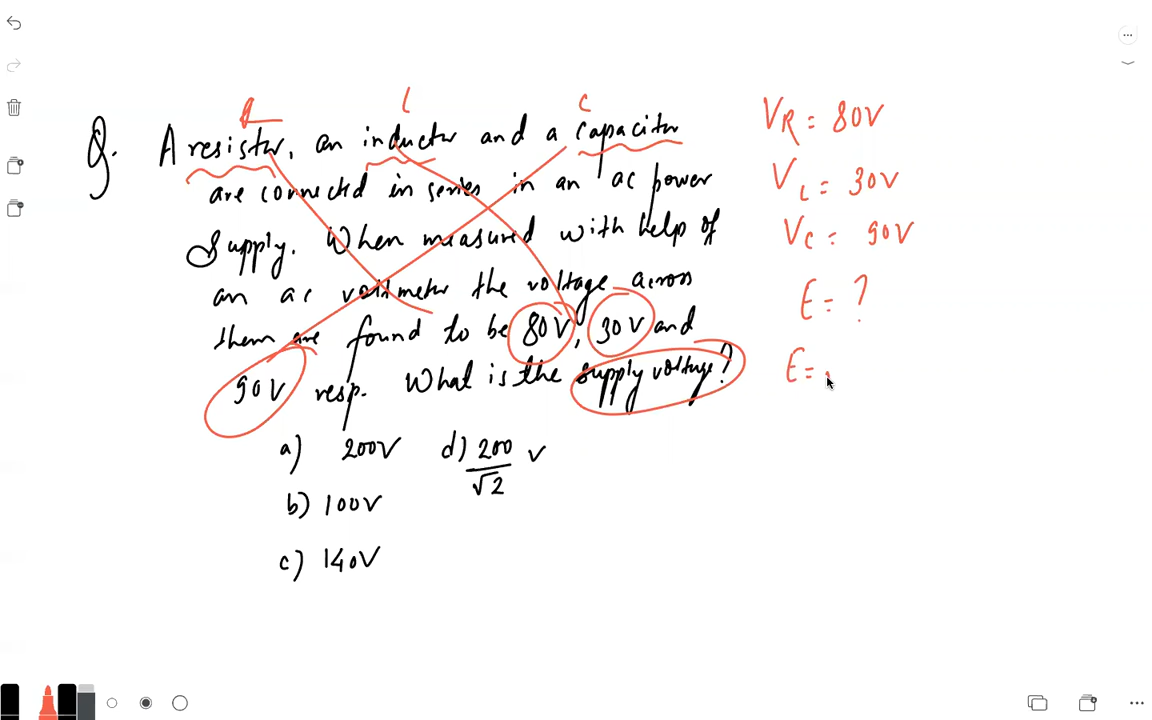 R L C
Q. A resistor, an inductor and a capacitor
are connected in series in an ac power
Supply. When measured with help of
an ac voltmeter the voltage across
them are found to be 80V, 30V and
90V resp. What is the supply voltage?
a) 200V d) 200/√2 V
b) 100V
c) 140V
VR = 80V
VL = 30V
VC = 90V
E = ?
E =